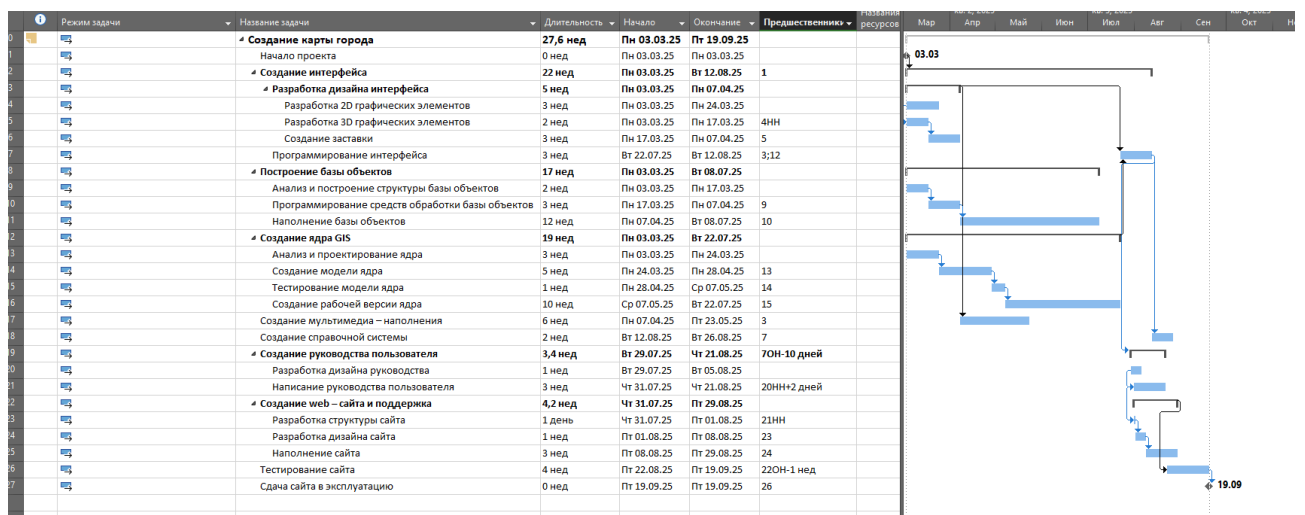 Режим задачи Название задачи Длительность Начало Окончание Предшественники Названия ресурсов Мар Апр Май Июн Июл Авг Сен Окт
0 Создание карты города 27,6 нед Пн 03.03.25 Пт 19.09.25
1 Начало проекта 0 нед Пн 03.03.25 Пн 03.03.25 03.03
2 Создание интерфейса 22 нед Пн 03.03.25 Вт 12.08.25 1
3 Разработка дизайна интерфейса 5 нед Пн 03.03.25 Пн 07.04.25
4 Разработка 2D графических элементов 3 нед Пн 03.03.25 Пн 24.03.25
5 Разработка 3D графических элементов 2 нед Пн 03.03.25 Пн 17.03.25 4НН
6 Создание заставки 3 нед Пн 17.03.25 Пн 07.04.25 5
7 Программирование интерфейса 3 нед Вт 22.07.25 Вт 12.08.25 3;12
8 Построение базы объектов 17 нед Пн 03.03.25 Вт 08.07.25
9 Анализ и построение структуры базы объектов 2 нед Пн 03.03.25 Пн 17.03.25
10 Программирование средств обработки базы объектов 3 нед Пн 17.03.25 Пн 07.04.25 9
11 Наполнение базы объектов 12 нед Пн 07.04.25 Вт 08.07.25 10
12 Создание ядра GIS 19 нед Пн 03.03.25 Вт 22.07.25
13 Анализ и проектирование ядра 3 нед Пн 03.03.25 Пн 24.03.25
14 Создание модели ядра 5 нед Пн 24.03.25 Пн 28.04.25 13
15 Тестирование модели ядра 1 нед Пн 28.04.25 Ср 07.05.25 14
16 Создание рабочей версии ядра 10 нед Ср 07.05.25 Вт 22.07.25 15
17 Создание мультимедиа – наполнения 6 нед Пн 07.04.25 Пт 23.05.25 3
18 Создание справочной системы 2 нед Вт 12.08.25 Вт 26.08.25 7
19 Создание руководства пользователя 3,4 нед Вт 29.07.25 Чт 21.08.25 7ОН-10 дней
20 Разработка дизайна руководства 1 нед Вт 29.07.25 Вт 05.08.25
21 Написание руководства пользователя 3 нед Чт 31.07.25 Чт 21.08.25 20НН+2 дней
22 Создание web – сайта и поддержка 4,2 нед Чт 31.07.25 Пт 29.08.25
23 Разработка структуры сайта 1 день Чт 31.07.25 Пт 01.08.25 21НН
24 Разработка дизайна сайта 1 нед Пт 01.08.25 Пт 08.08.25 23
25 Наполнение сайта 3 нед Пт 08.08.25 Пт 29.08.25 24
26 Тестирование сайта 4 нед Пт 22.08.25 Пт 19.09.25 22ОН-1 нед
27 Сдача сайта в эксплуатацию 0 нед Пт 19.09.25 Пт 19.09.25 26 19.09